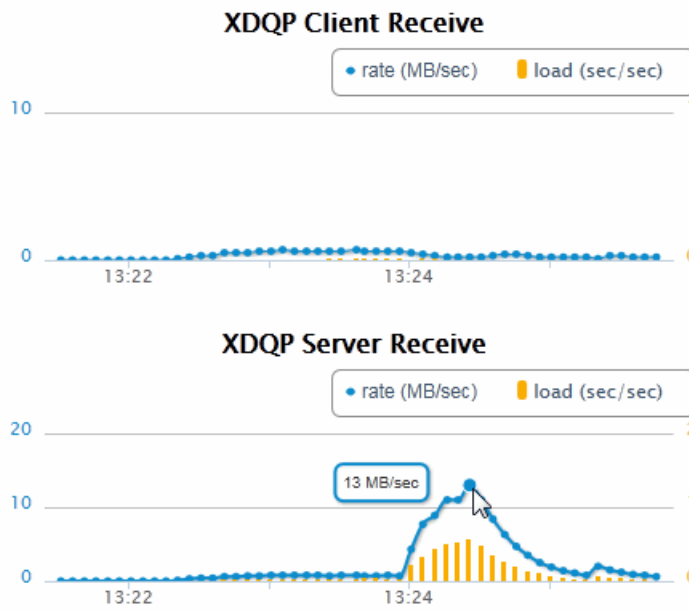 XDQP Client Receive
rate (MB/sec) load (sec/sec)
10
0
13:22 13:24
XDQP Server Receive
rate (MB/sec) load (sec/sec)
20
13 MB/sec
10
0
13:22 13:24